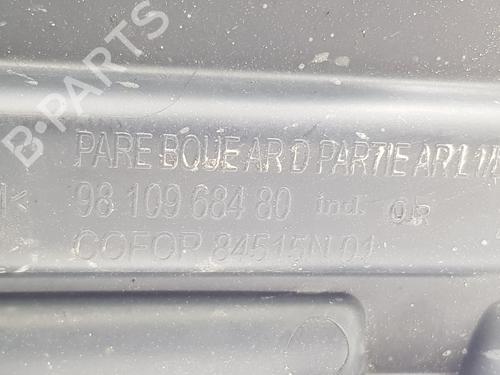 B-PARTS
PARE BOUE AR D PARTIE AR
98 109 684 80 ind.
COFOP 84515N 01